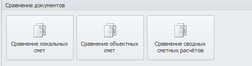 Сравнение документов
Сравнение локальных
смет
Сравнение объектных
смет
Сравнение сводных
сметных расчётов